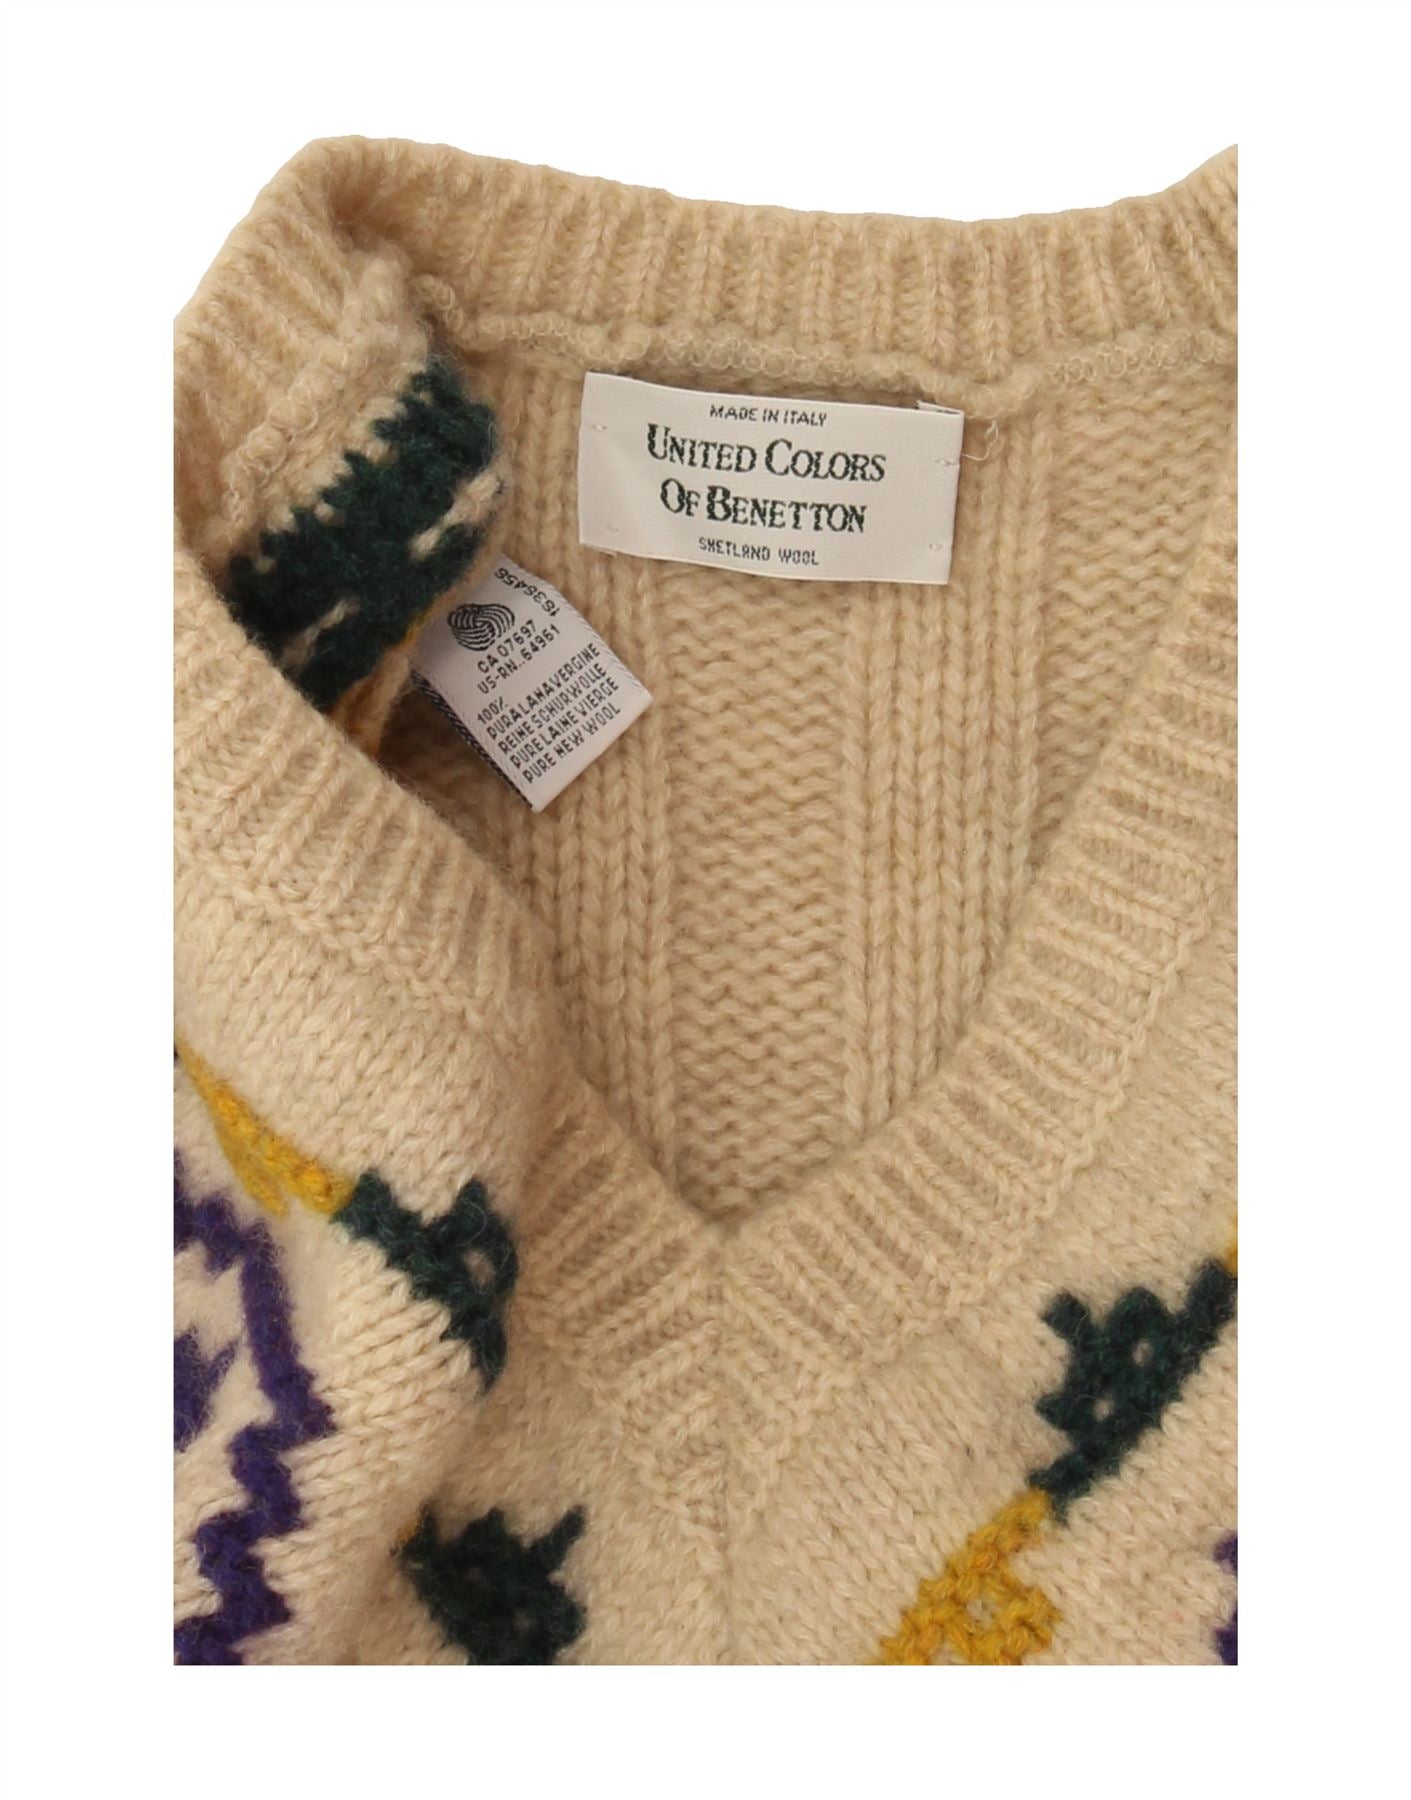 MADE IN ITALY
UNITED COLORS
OF BENETTON
SHETLAND WOOL
1636456
CA 07697
US-RN..64961
100%
PURA LANA VERGINE
REINE SCHURWOLLE
PURE LAINE VIERGE
PURE NEW WOOL